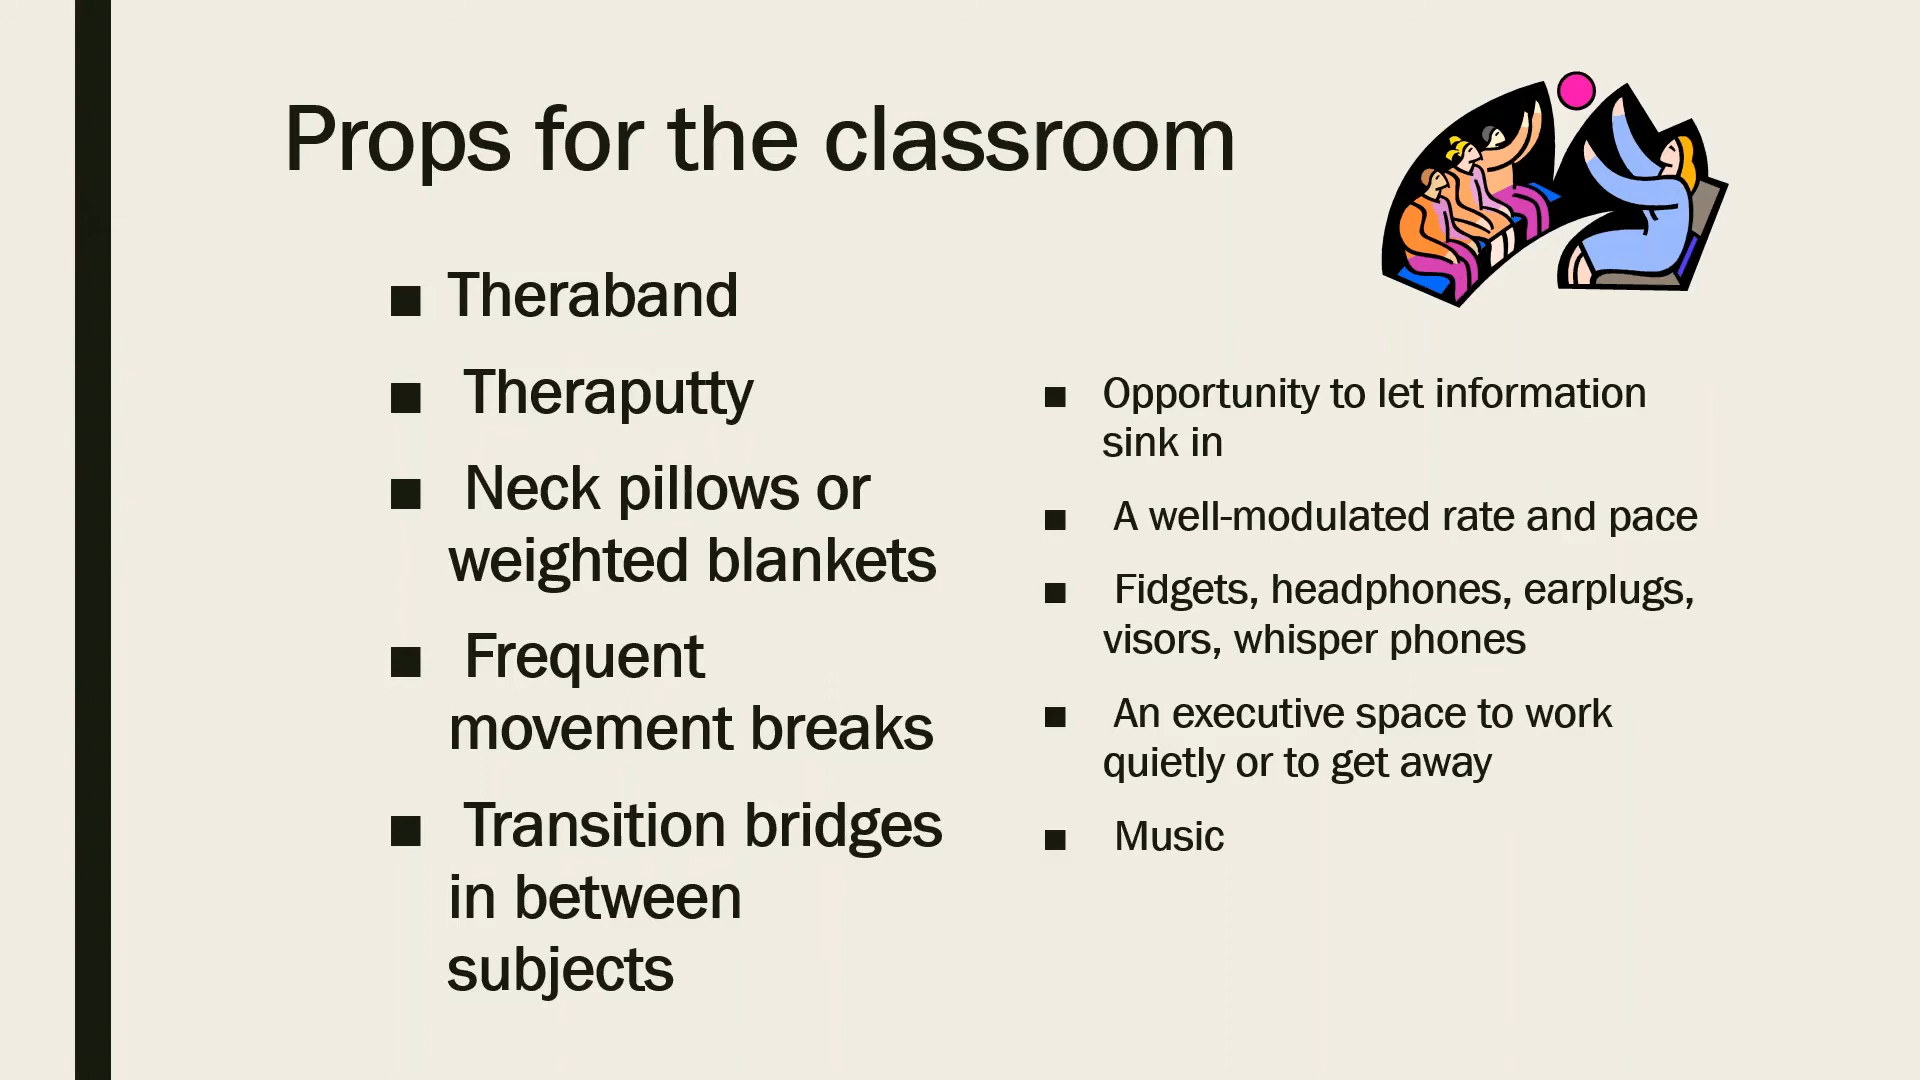 Props for the classroom
■ Theraband
■ Theraputty
■ Neck pillows or
weighted blankets
■ Frequent
movement breaks
■ Transition bridges
in between
subjects
■ Opportunity to let information
sink in
■ A well-modulated rate and pace
■ Fidgets, headphones, earplugs,
visors, whisper phones
■ An executive space to work
quietly or to get away
■ Music